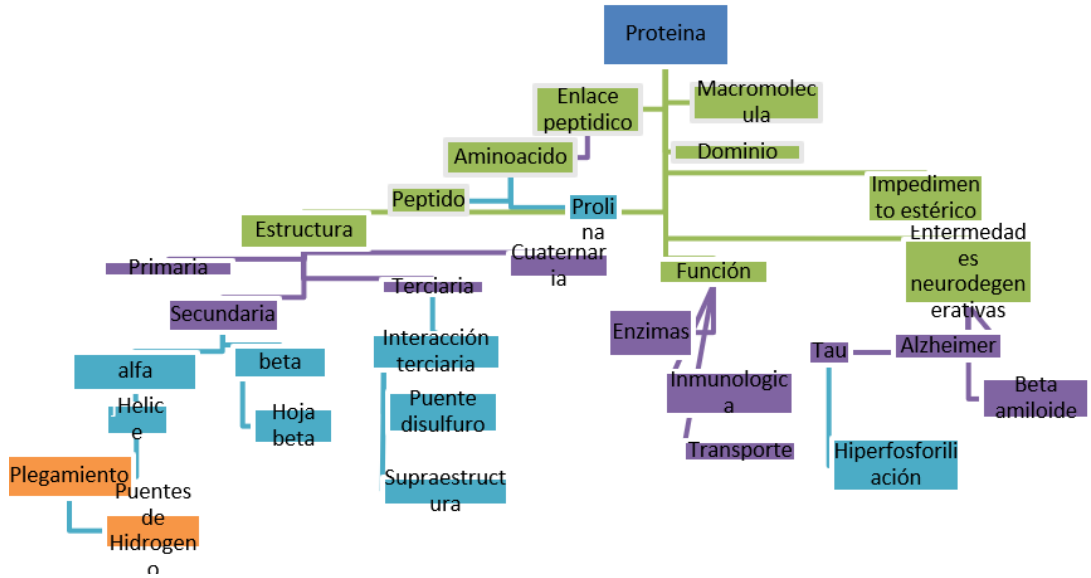 Proteina
Enlace
peptidico
Macromolec
ula
Aminoacido
Dominio
Peptido
Proli
na
Impedimen
to estérico
Estructura
Enfermedad
es
neurodegen
erativas
Primaria
Cuaternar
ia
Función
Secundaria
Terciaria
Enzimas
Interacción
terciaria
Tau
Alzheimer
alfa
beta
Inmunologic
a
Beta
amiloide
Helic
e
Hoja
beta
Puente
disulfuro
Transporte
Hiperfosforili
ación
Plegamiento
Puentes
de
Hidrogen
o
Supraestruct
ura